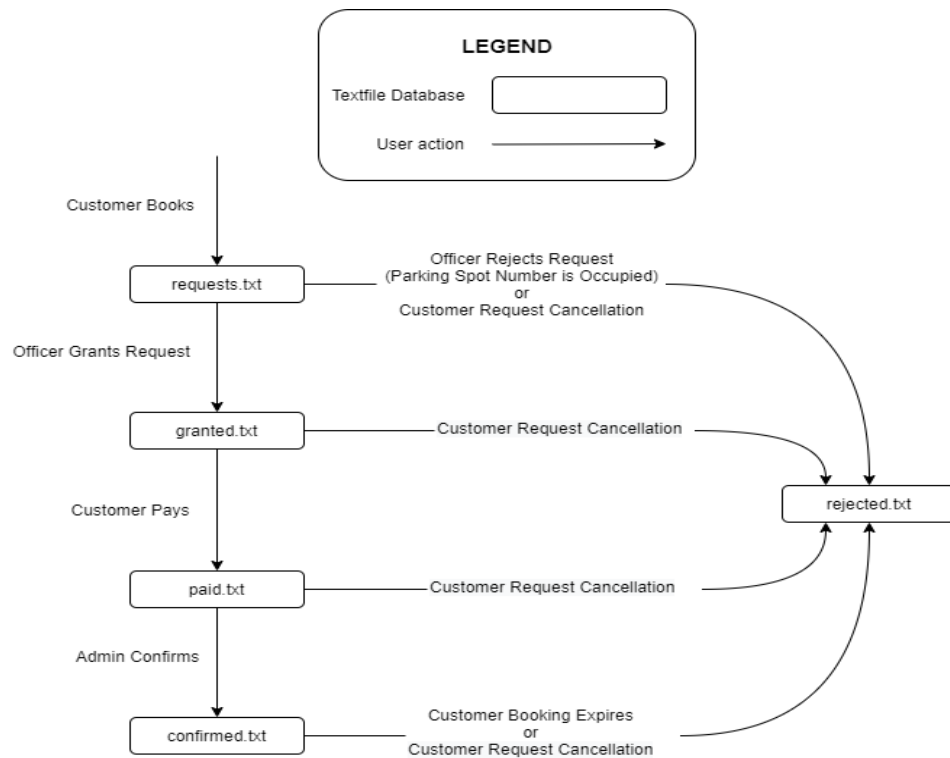 LEGEND
Textfile Database
User action
Customer Books
requests.txt
Officer Rejects Request
(Parking Spot Number is Occupied)
or
Customer Request Cancellation
Officer Grants Request
granted.txt
Customer Request Cancellation
rejected.txt
Customer Pays
paid.txt
Customer Request Cancellation
Admin Confirms
confirmed.txt
Customer Booking Expires
or
Customer Request Cancellation